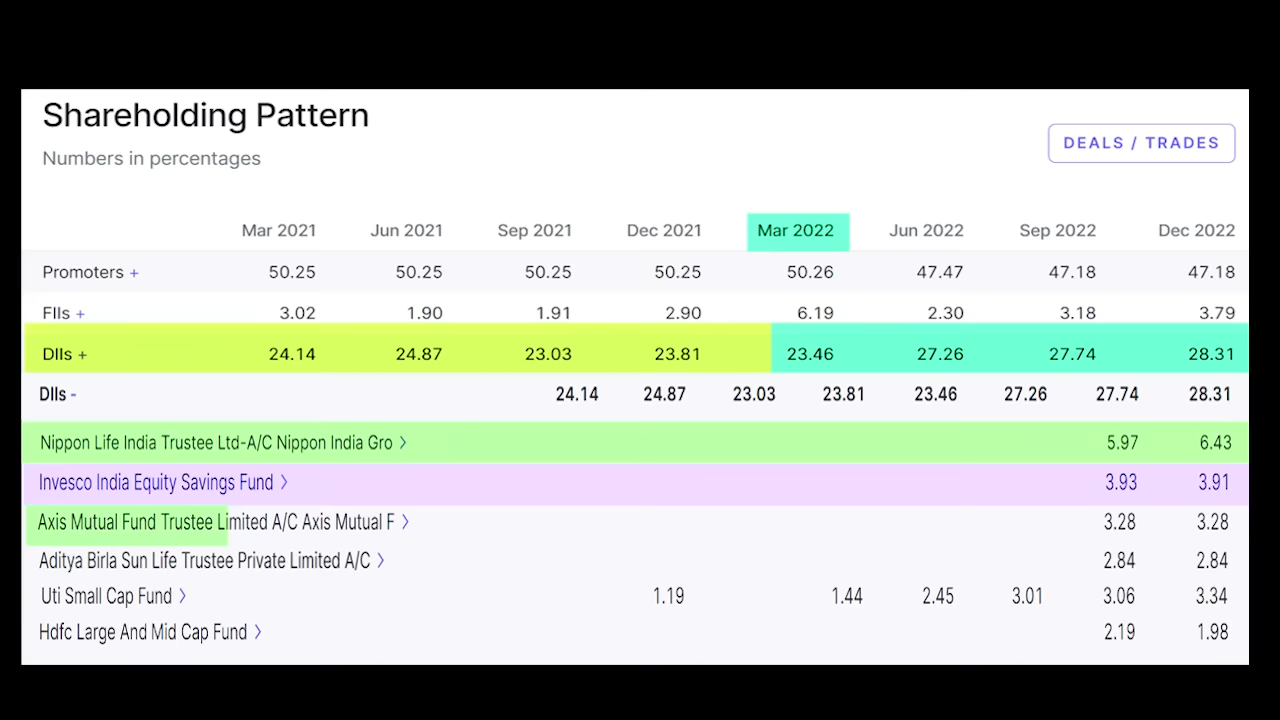 Shareholding Pattern
Numbers in percentages
DEALS / TRADES
Mar 2021 Jun 2021 Sep 2021 Dec 2021 Mar 2022 Jun 2022 Sep 2022 Dec 2022
Promoters + 50.25 50.25 50.25 50.25 50.26 47.47 47.18 47.18
FIIs + 3.02 1.90 1.91 2.90 6.19 2.30 3.18 3.79
DIIs + 24.14 24.87 23.03 23.81 23.46 27.26 27.74 28.31
DIIs - 24.14 24.87 23.03 23.81 23.46 27.26 27.74 28.31
Nippon Life India Trustee Ltd-A/C Nippon India Gro > 5.97 6.43
Invesco India Equity Savings Fund > 3.93 3.91
Axis Mutual Fund Trustee Limited A/C Axis Mutual F > 3.28 3.28
Aditya Birla Sun Life Trustee Private Limited A/C > 2.84 2.84
Uti Small Cap Fund > 1.19 1.44 2.45 3.01 3.06 3.34
Hdfc Large And Mid Cap Fund > 2.19 1.98